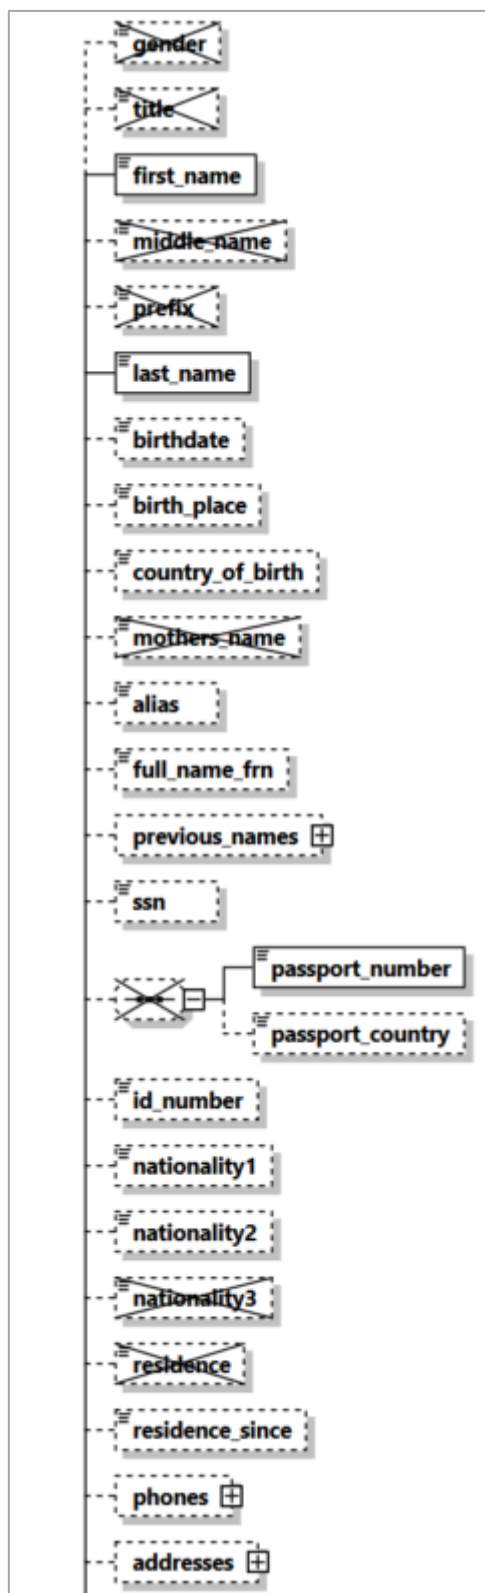 gender
title
first_name
middle_name
prefix
last_name
birthdate
birth_place
country_of_birth
mothers_name
alias
full_name_frn
previous_names
ssn
passport_number
passport_country
id_number
nationality1
nationality2
nationality3
residence
residence_since
phones
addresses